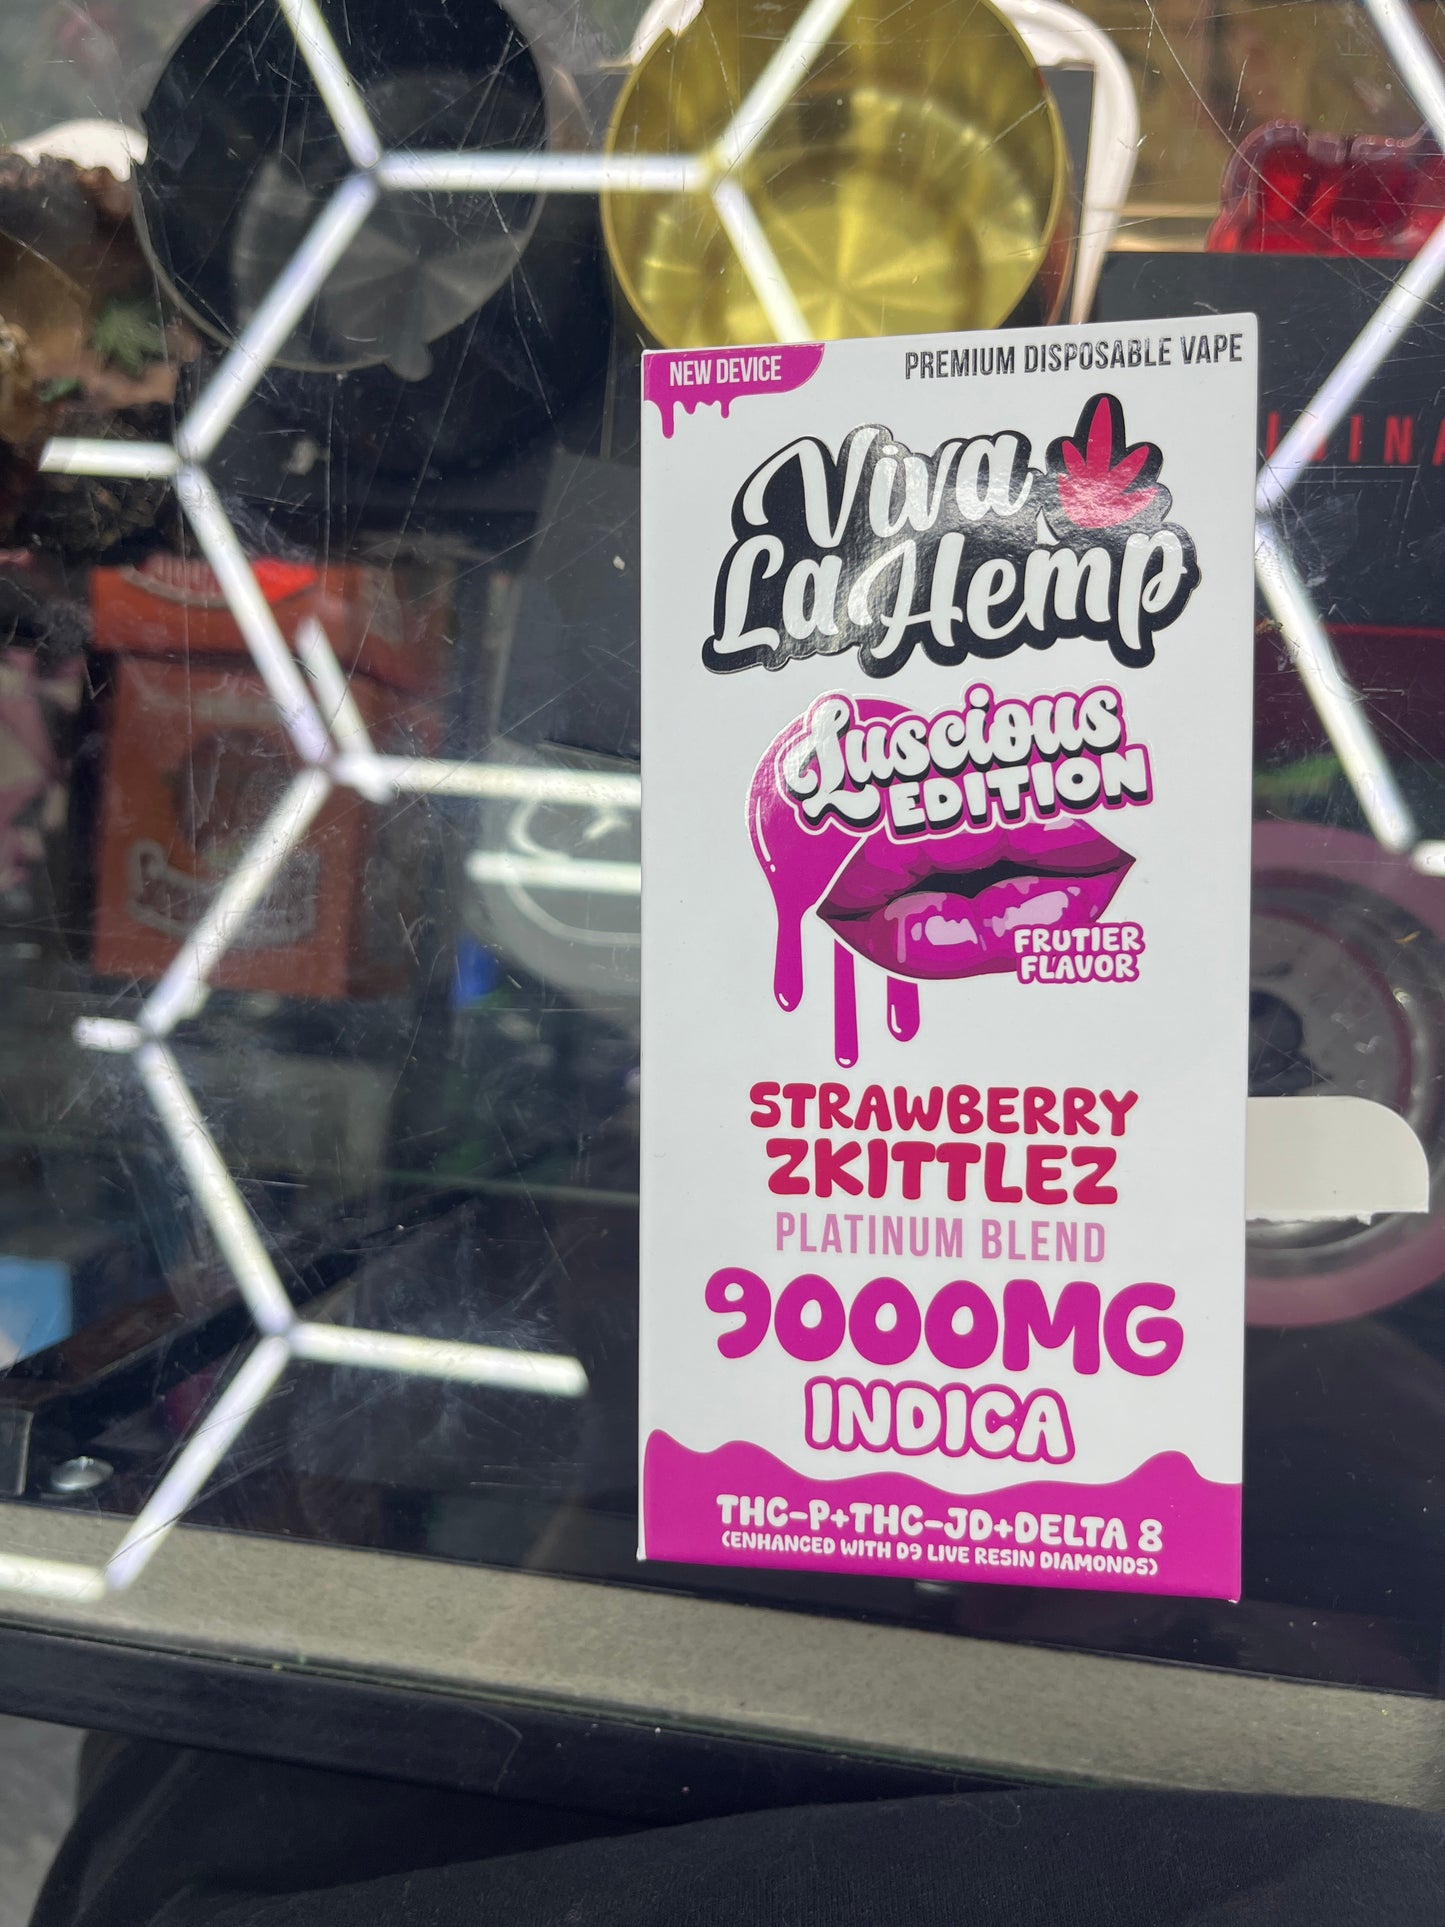 NEW DEVICE
PREMIUM DISPOSABLE VAPE
Viva
La Hemp
Luscious
EDITION
FRUTIER
FLAVOR
STRAWBERRY
ZKITTLEZ
PLATINUM BLEND
9000MG
INDICA
THC-P+THC-JD+DELTA 8
(ENHANCED WITH D9 LIVE RESIN DIAMONDS)